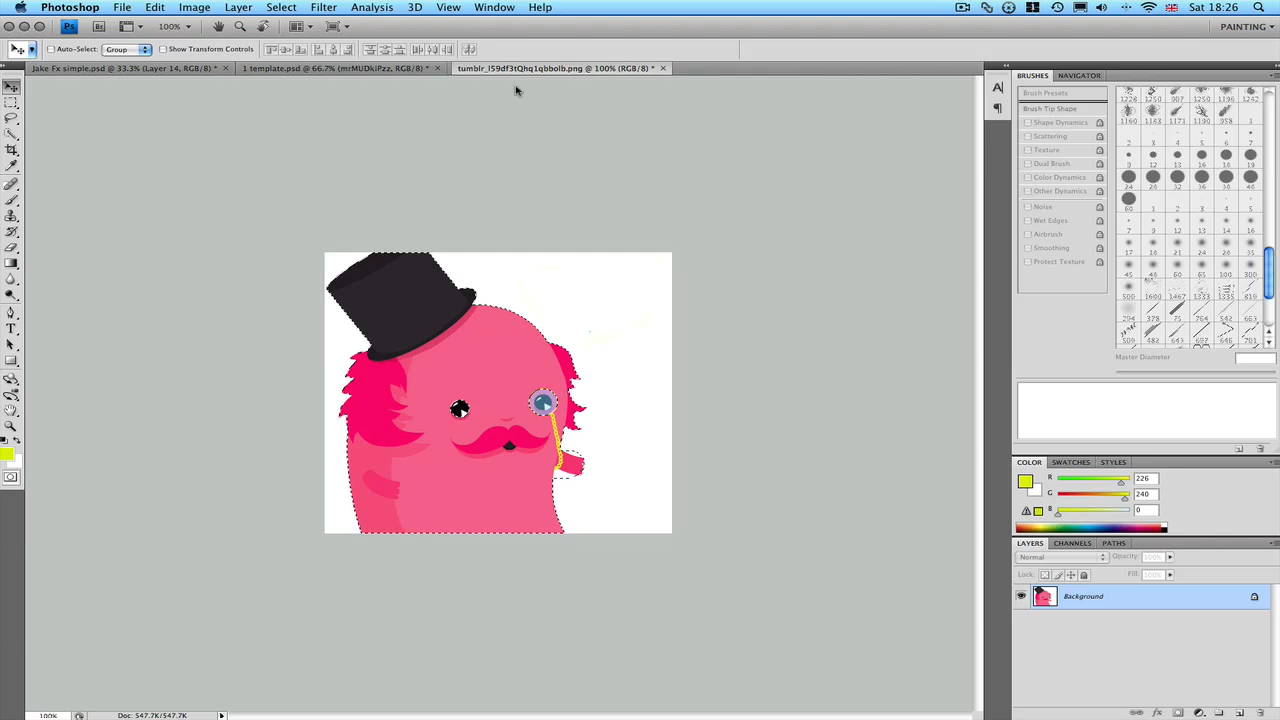 Photoshop File Edit Image Layer Select Filter Analysis 3D View Window Help
Sat 18:26
Ps Br 100% PAINTING
Auto-Select: Group Show Transform Controls
Jake Fx simple.psd @ 33.3% (Layer 14, RGB/8) *
1 template.psd @ 66.7% (mrMUDkiPzz, RGB/8) *
tumblr_l59df3tQhq1qbbolb.png @ 100% (RGB/8) *
BRUSHES NAVIGATOR
Brush Presets
Brush Tip Shape
Shape Dynamics
Scattering
Texture
Dual Brush
Color Dynamics
Other Dynamics
Noise
Wet Edges
Airbrush
Smoothing
Protect Texture
Master Diameter
COLOR SWATCHES STYLES
R 226
G 240
B 0
LAYERS CHANNELS PATHS
Normal Opacity: 100%
Lock: Fill: 100%
Background
100% Doc: 547.7K/547.7K